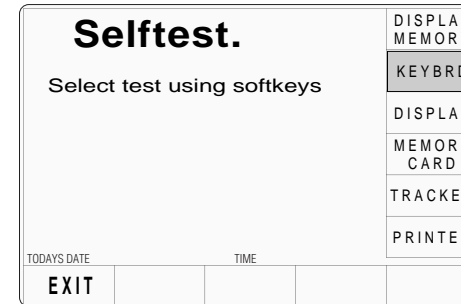 Selftest.
Select test using softkeys
DISPLA
MEMOR
KEYBRD
DISPLA
MEMOR
CARD
TRACKE
PRINTE
TODAYS DATE TIME
EXIT